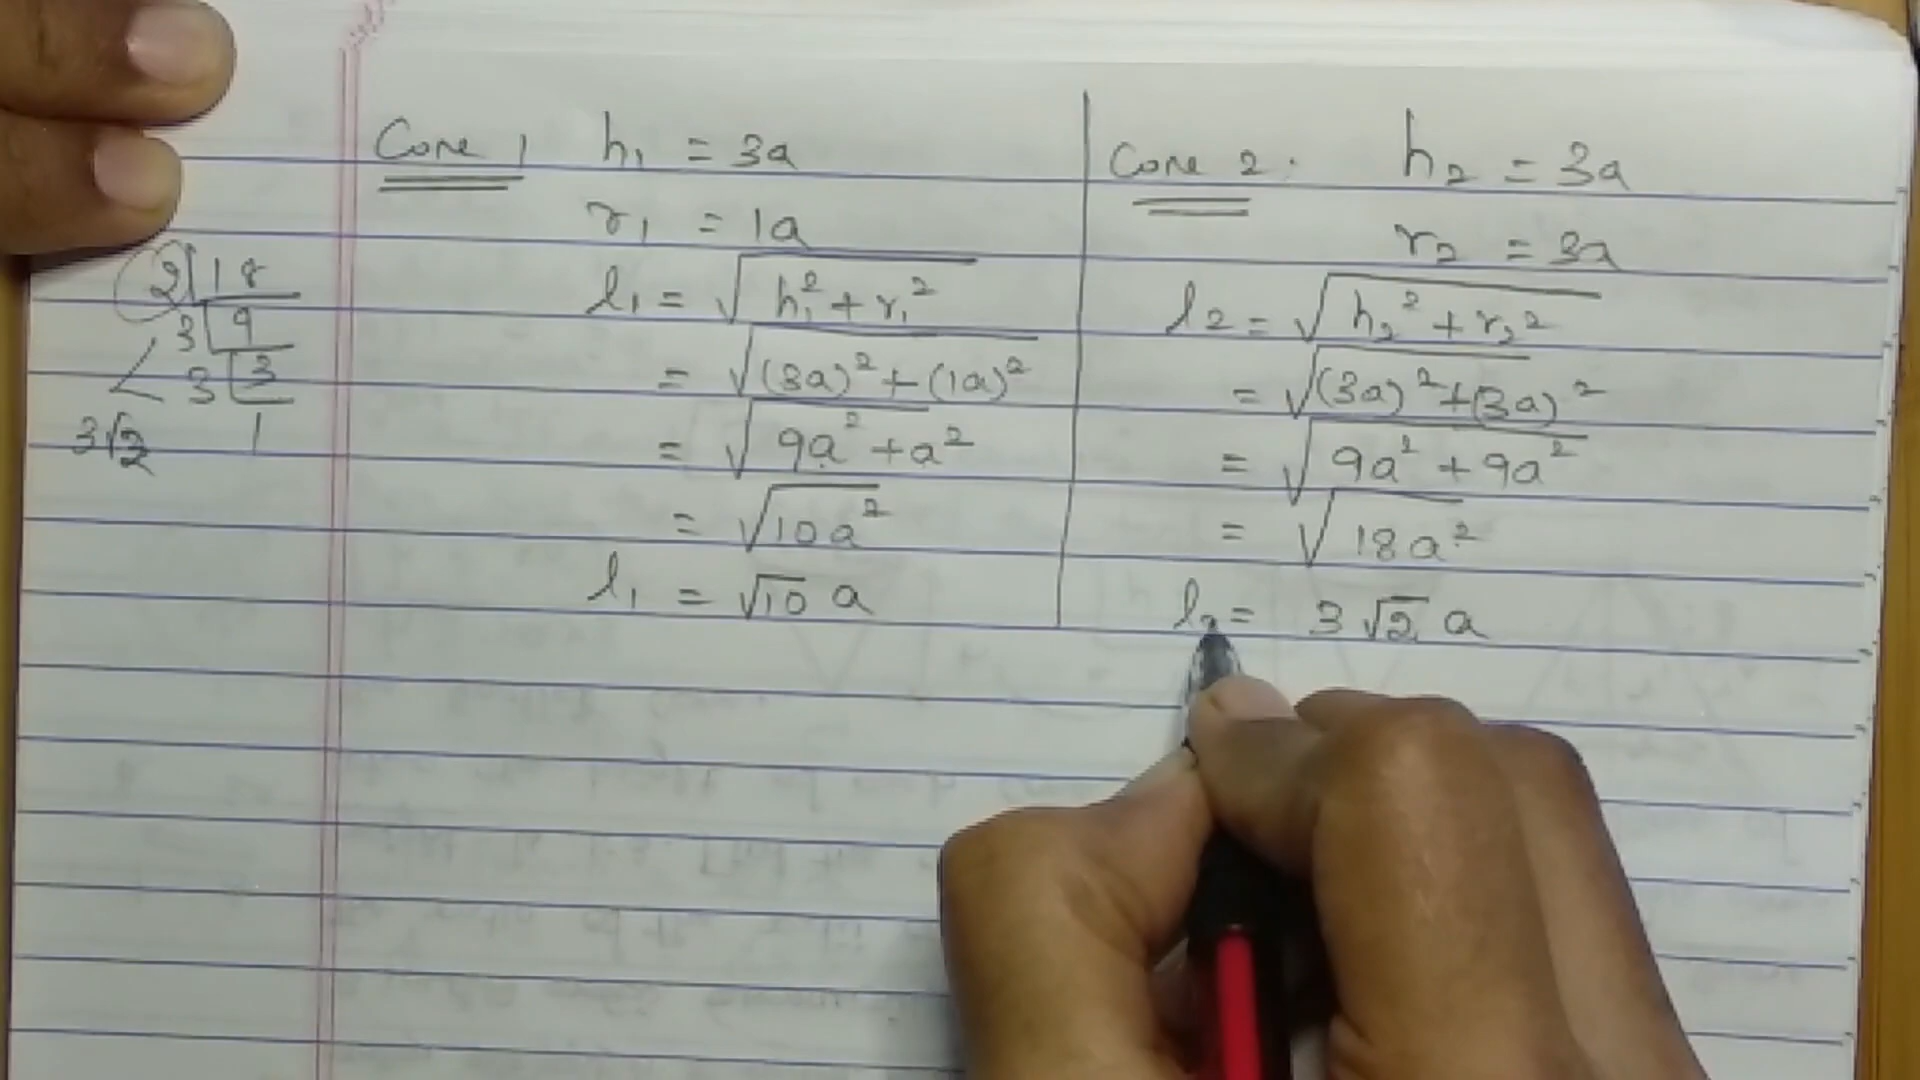 Cone 1 h₁ = 3a
r₁ = 1a
l₁ = √(h₁² + r₁²)
= √((3a)² + (1a)²)
= √(9a² + a²)
= √(10a²)
l₁ = √10 a
Cone 2: h₂ = 3a
r₂ = 3a
l₂ = √(h₂² + r₂²)
= √((3a)² + (3a)²)
= √(9a² + 9a²)
= √(18a²)
l₂ = 3√2 a
2 | 18
3 | 9
3 | 3
3√2 1